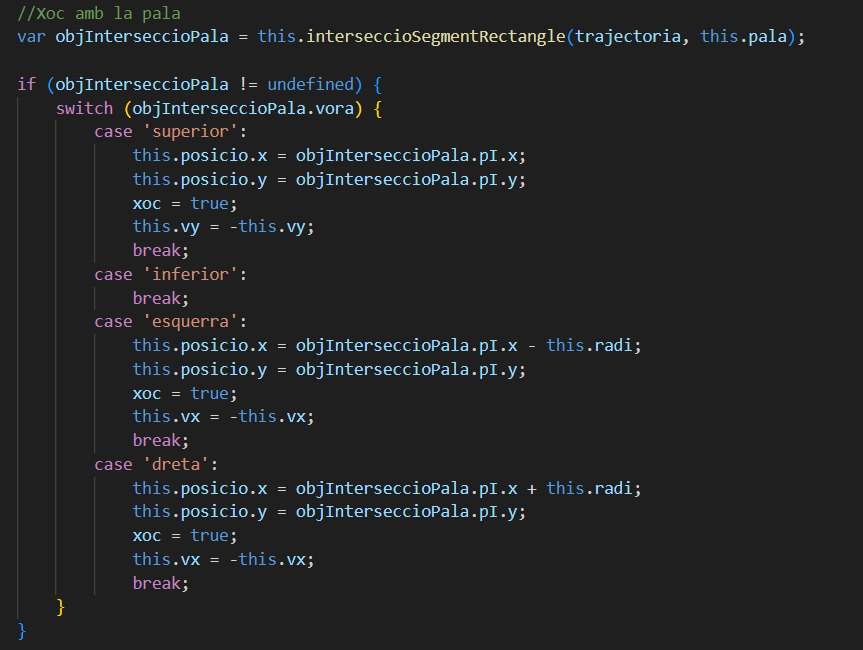 //Xoc amb la pala
var objInterseccioPala = this.interseccioSegmentRectangle(trajectoria, this.pala);
if (objInterseccioPala != undefined) {
switch (objInterseccioPala.vora) {
case 'superior':
this.posicio.x = objInterseccioPala.pI.x;
this.posicio.y = objInterseccioPala.pI.y;
xoc = true;
this.vy = -this.vy;
break;
case 'inferior':
break;
case 'esquerra':
this.posicio.x = objInterseccioPala.pI.x - this.radi;
this.posicio.y = objInterseccioPala.pI.y;
xoc = true;
this.vx = -this.vx;
break;
case 'dreta':
this.posicio.x = objInterseccioPala.pI.x + this.radi;
this.posicio.y = objInterseccioPala.pI.y;
xoc = true;
this.vx = -this.vx;
break;
}
}